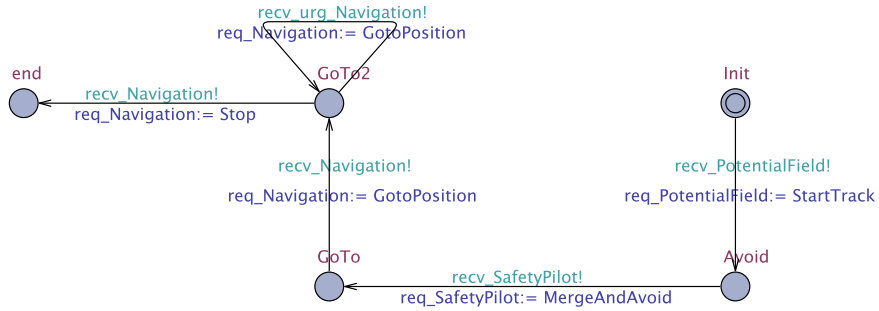 recv_urg_Navigation!
req_Navigation:= GotoPosition
end
GoTo2
Init
recv_Navigation!
req_Navigation:= Stop
recv_Navigation!
recv_PotentialField!
req_Navigation:= GotoPosition
req_PotentialField:= StartTrack
GoTo
Avoid
recv_SafetyPilot!
req_SafetyPilot:= MergeAndAvoid